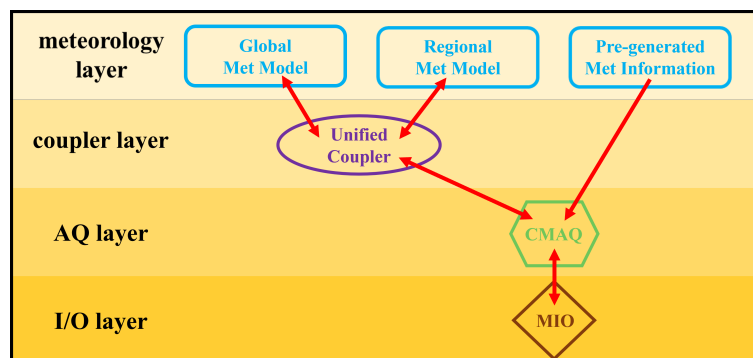 meteorology
layer
Global
Met Model
Regional
Met Model
Pre-generated
Met Information
coupler layer
Unified
Coupler
AQ layer
CMAQ
I/O layer
MIO